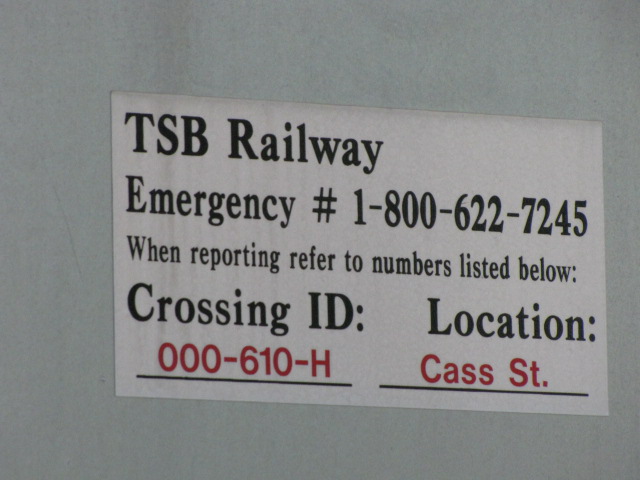 TSB Railway
Emergency # 1-800-622-7245
When reporting refer to numbers listed below:
Crossing ID: Location:
000-610-H Cass St.